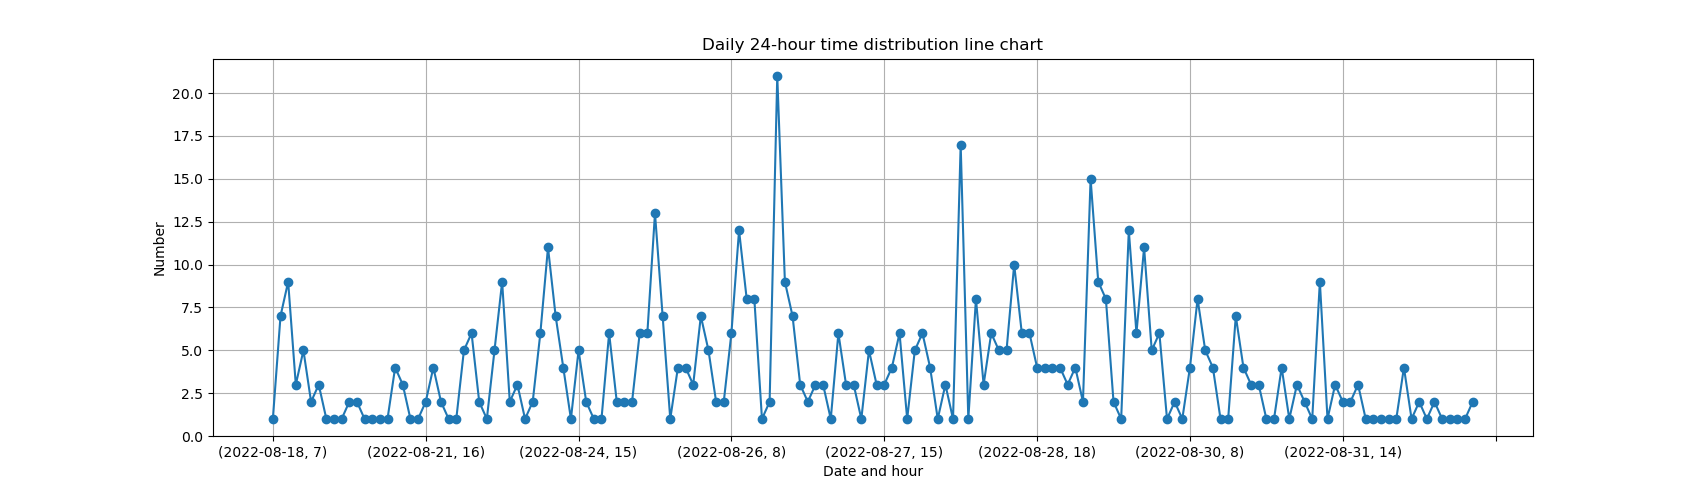 Daily 24-hour time distribution line chart
20.0
17.5
15.0
12.5
10.0
7.5
5.0
2.5
0.0
Number
(2022-08-18, 7) (2022-08-21, 16) (2022-08-24, 15) (2022-08-26, 8) (2022-08-27, 15) (2022-08-28, 18) (2022-08-30, 8) (2022-08-31, 14)
Date and hour